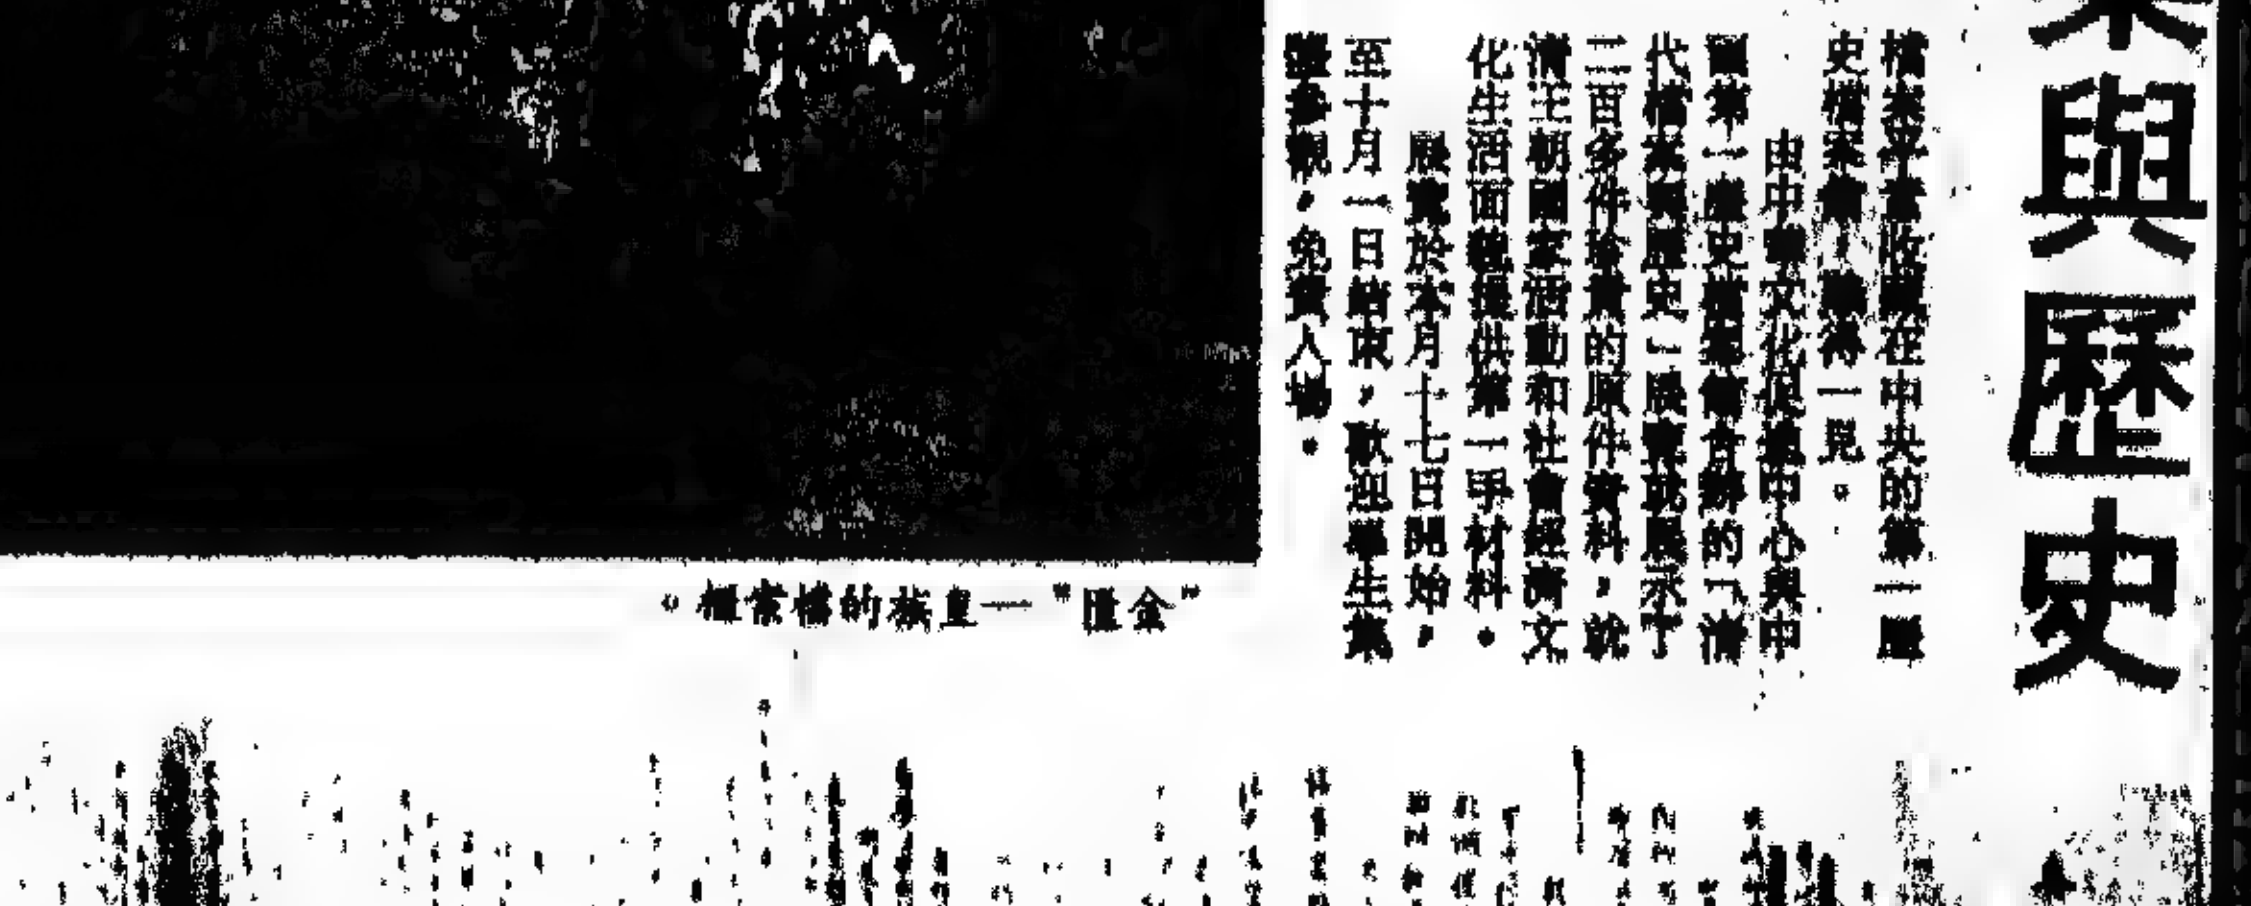 案與歷史
檔案平常收藏在中央的第一歷
史檔案館，難得一見。
由中華文化促進中心與中
國第一歷史檔案館合辦的「清
代檔案與歷史」展覽就展示了
二百多件珍貴的原件資料，就
清王朝國家活動和社會經濟文
化生活面貌提供第一手材料。
展覽於本月十七日開始，
至十月一日結束，歡迎學生集
體參觀，免費入場。
"金匱"一皇族的檔常櫃。